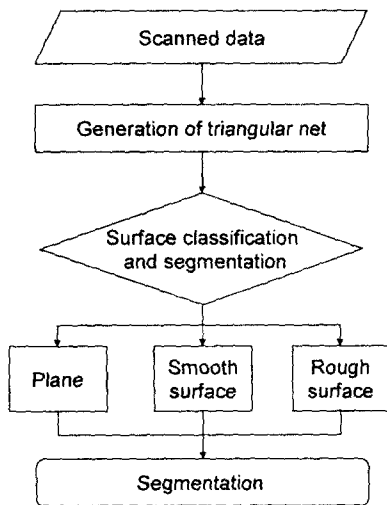 Scanned data
Generation of triangular net
Surface classification
and segmentation
Plane
Smooth
surface
Rough
surface
Segmentation